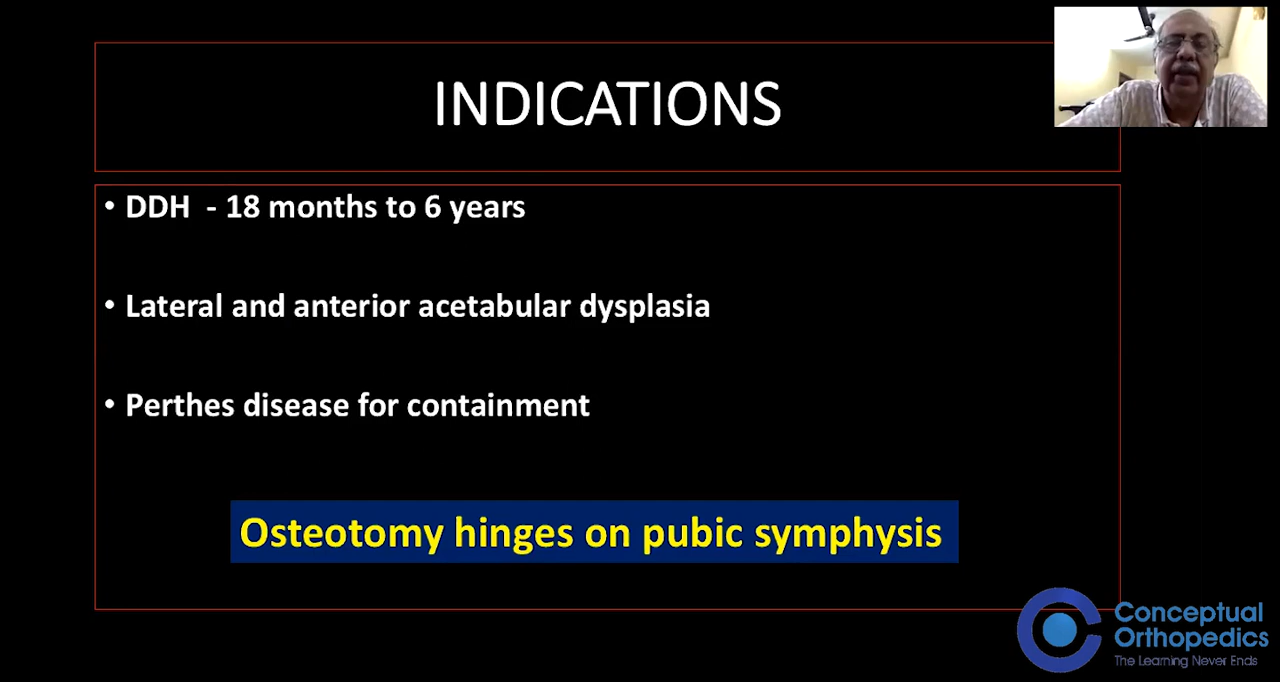 INDICATIONS
• DDH - 18 months to 6 years
• Lateral and anterior acetabular dysplasia
• Perthes disease for containment
Osteotomy hinges on pubic symphysis
Conceptual
Orthopedics
The Learning Never Ends